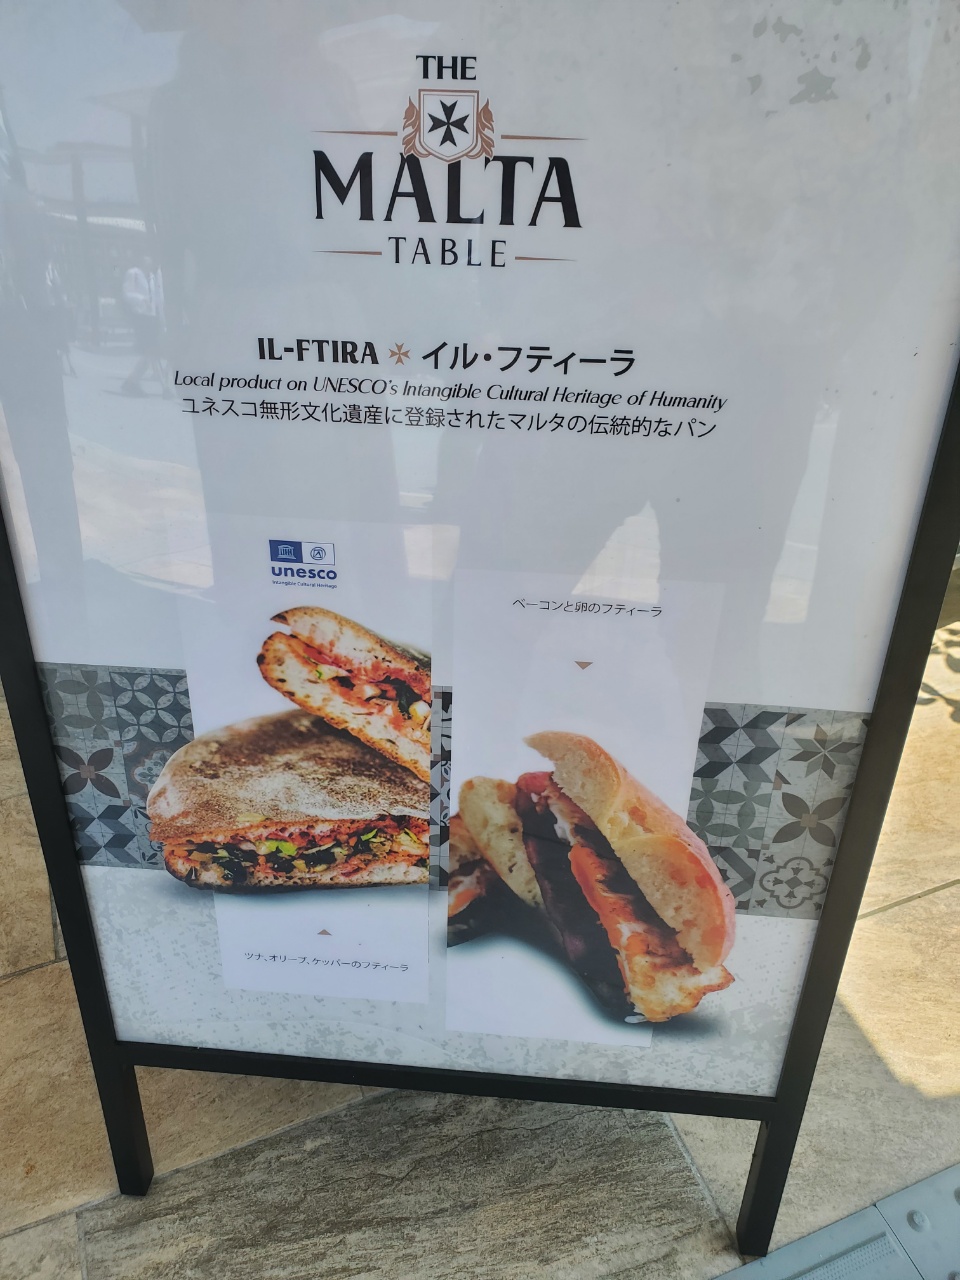 THE
MALTA
TABLE
IL-FTIRA イル・フティーラ
Local product on UNESCO's Intangible Cultural Heritage of Humanity
ユネスコ無形文化遺産に登録されたマルタの伝統的なパン
unesco
Intangible Cultural Heritage
ベーコンと卵のフティーラ
ツナ、オリーブ、ケッパーのフティーラ